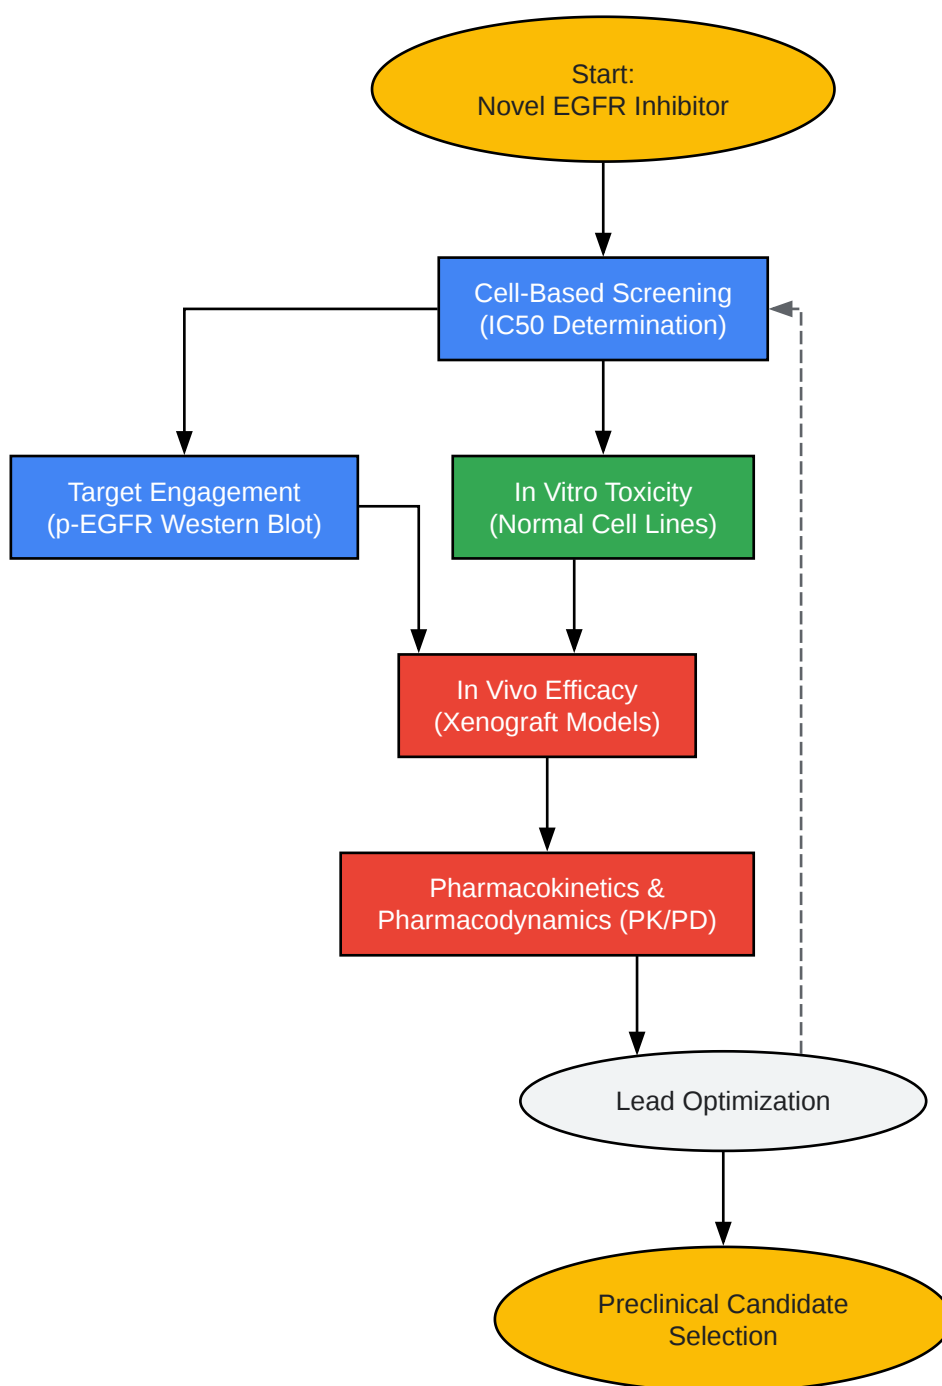 Start:
Novel EGFR Inhibitor
Cell-Based Screening
(IC50 Determination)
Target Engagement
(p-EGFR Western Blot)
In Vitro Toxicity
(Normal Cell Lines)
In Vivo Efficacy
(Xenograft Models)
Pharmacokinetics &
Pharmacodynamics (PK/PD)
Lead Optimization
Preclinical Candidate
Selection